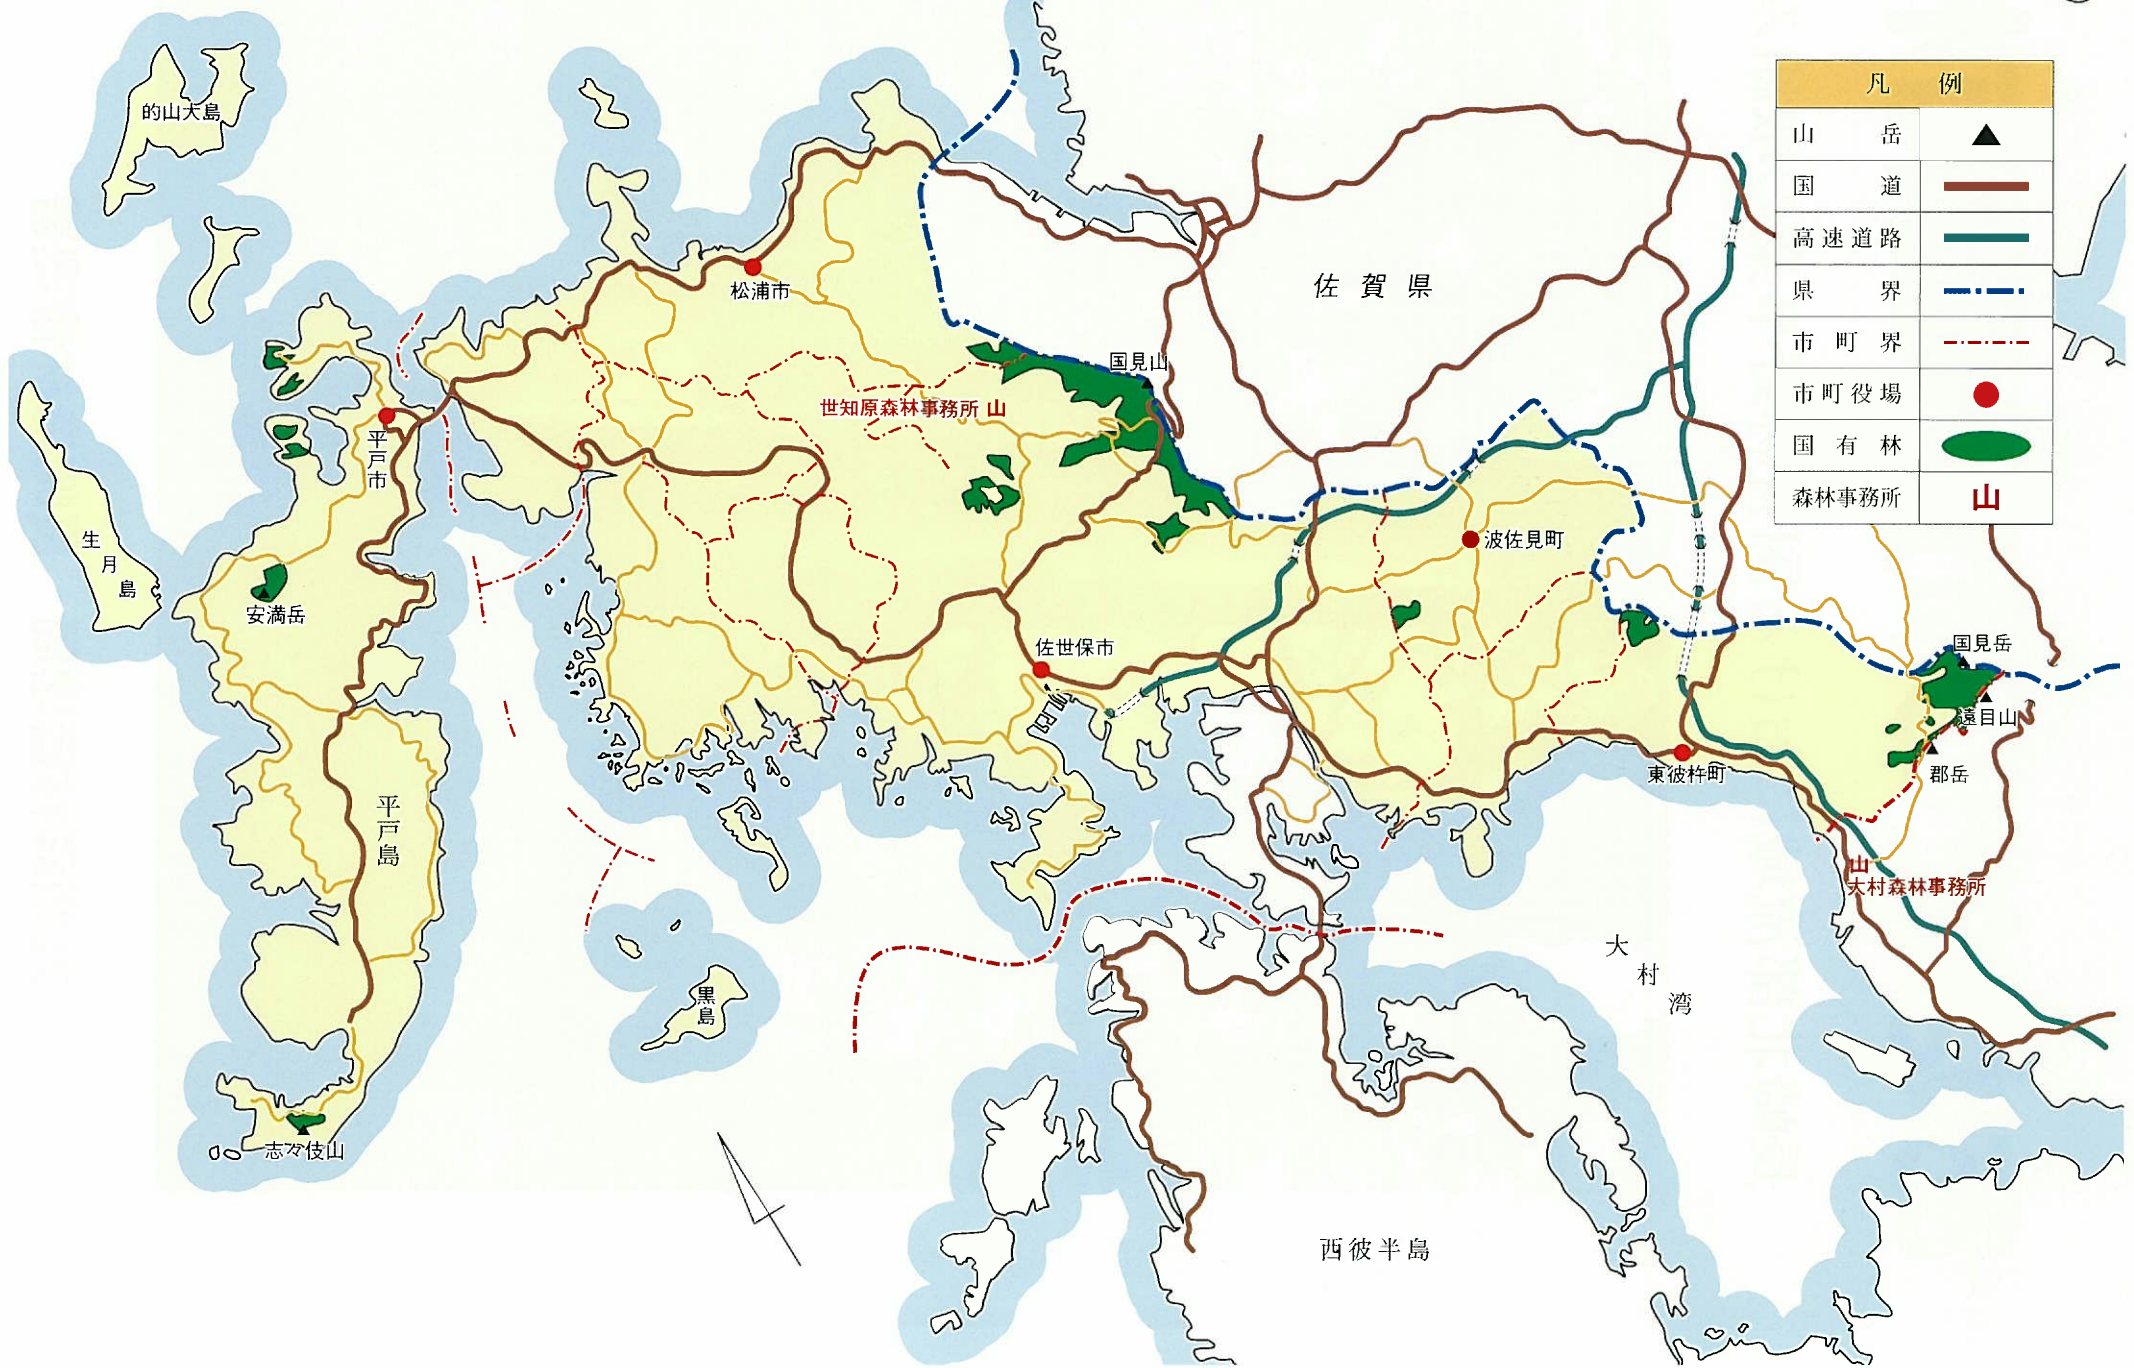 凡例
山岳
国道
高速道路
県界
市町界
市町役場
国有林
森林事務所
山
的山大島
松浦市
佐賀県
国見山
世知原森林事務所 山
平戸市
生月島
波佐見町
安満岳
佐世保市
国見岳
遠目山
郡岳
東彼杵町
平戸島
山
大村森林事務所
大村湾
黒島
志々伎山
西彼半島